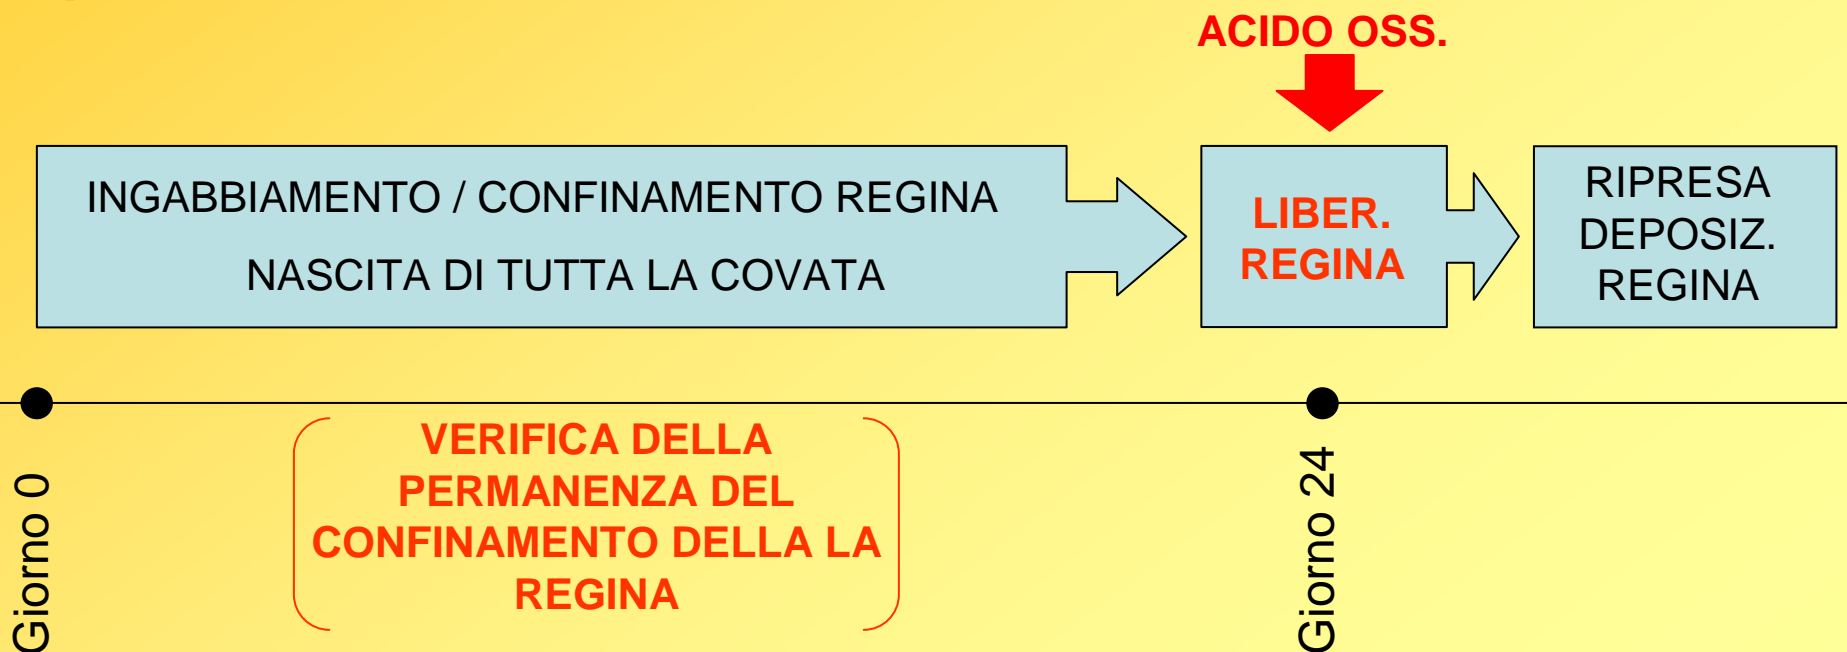 ACIDO OSS.
INGABBIAMENTO / CONFINAMENTO REGINA
NASCITA DI TUTTA LA COVATA
LIBER.
REGINA
RIPRESA
DEPOSIZ.
REGINA
VERIFICA DELLA
PERMANENZA DEL
CONFINAMENTO DELLA LA
REGINA
Giorno 0
Giorno 24